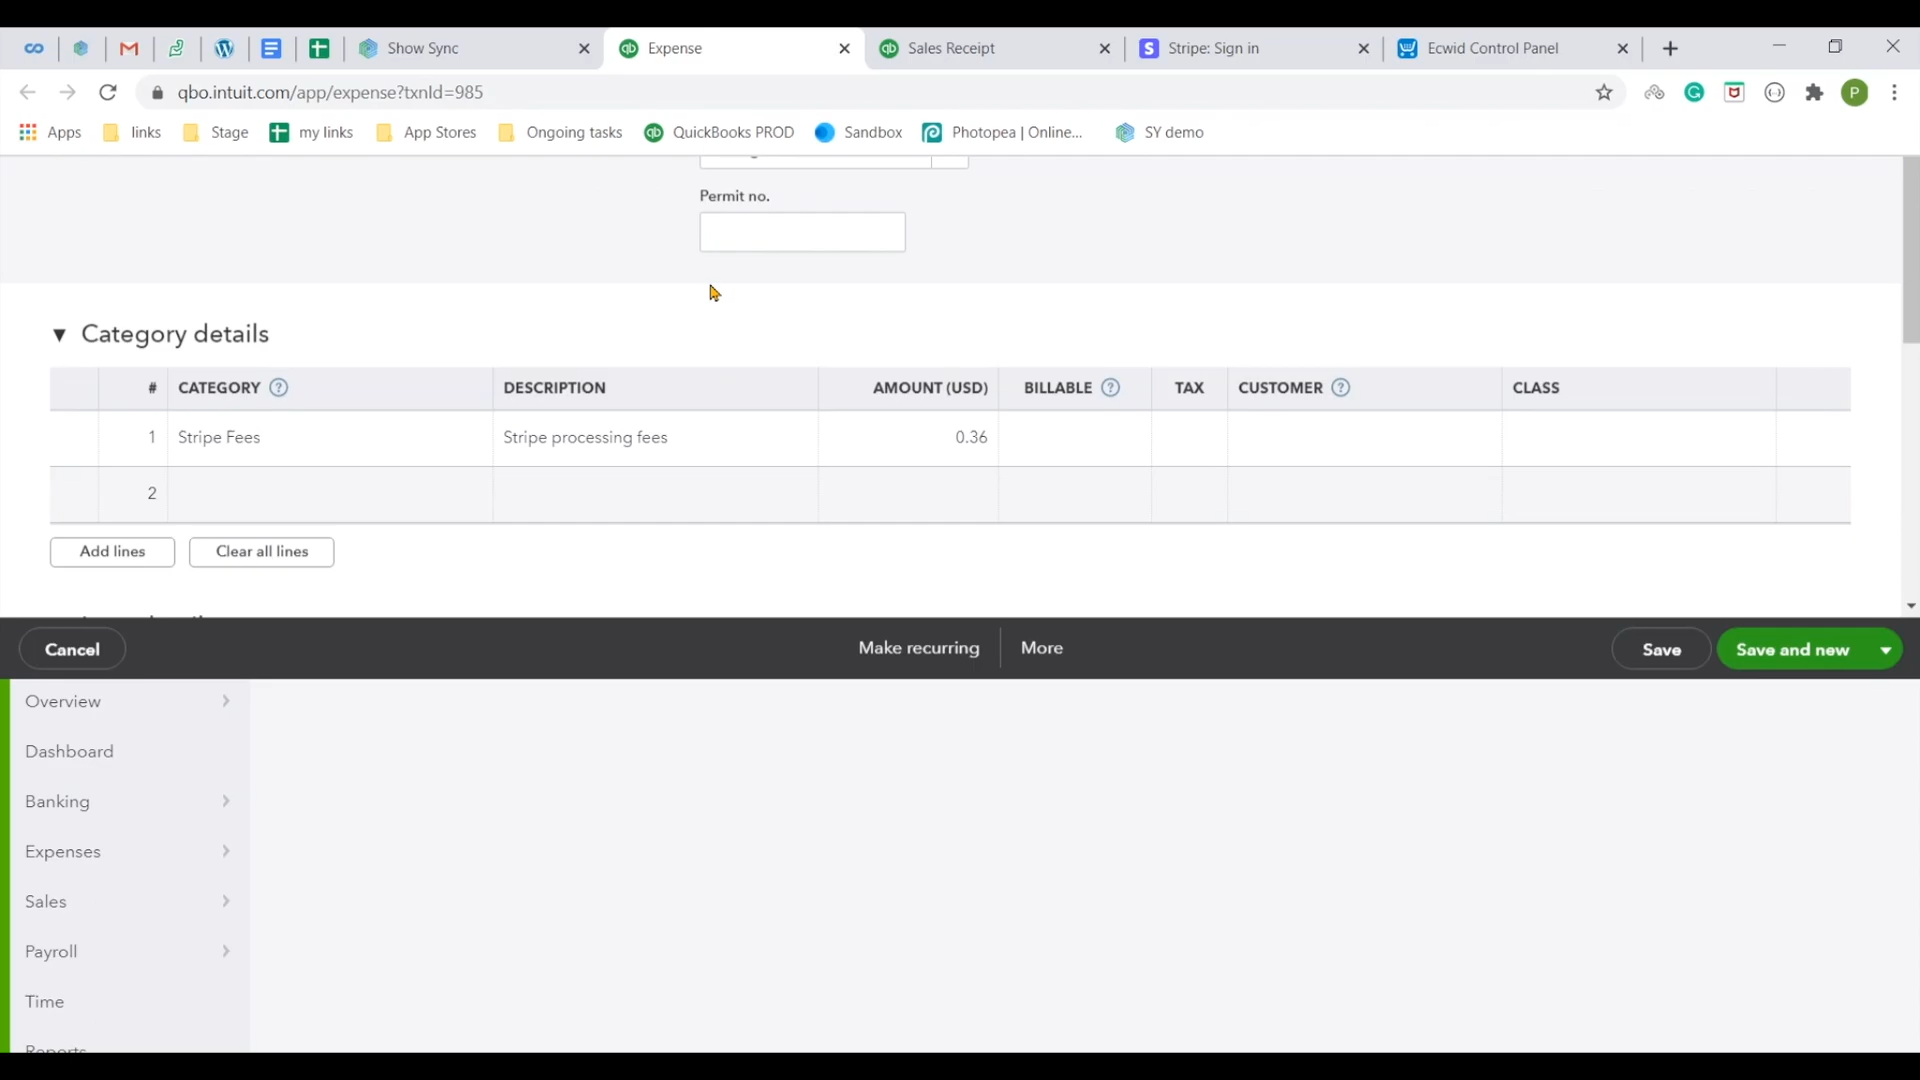 Show Sync
Expense
Sales Receipt
Stripe: Sign in
Ecwid Control Panel
qbo.intuit.com/app/expense?txnId=985
P
Apps
links
Stage
my links
App Stores
Ongoing tasks
QuickBooks PROD
Sandbox
Photopea | Online...
SY demo
Permit no.
Category details
# CATEGORY ? DESCRIPTION AMOUNT (USD) BILLABLE ? TAX CUSTOMER ? CLASS
1 Stripe Fees Stripe processing fees 0.36
2
Add lines
Clear all lines
Cancel
Make recurring
More
Save
Save and new
Overview
Dashboard
Banking
Expenses
Sales
Payroll
Time
Reports